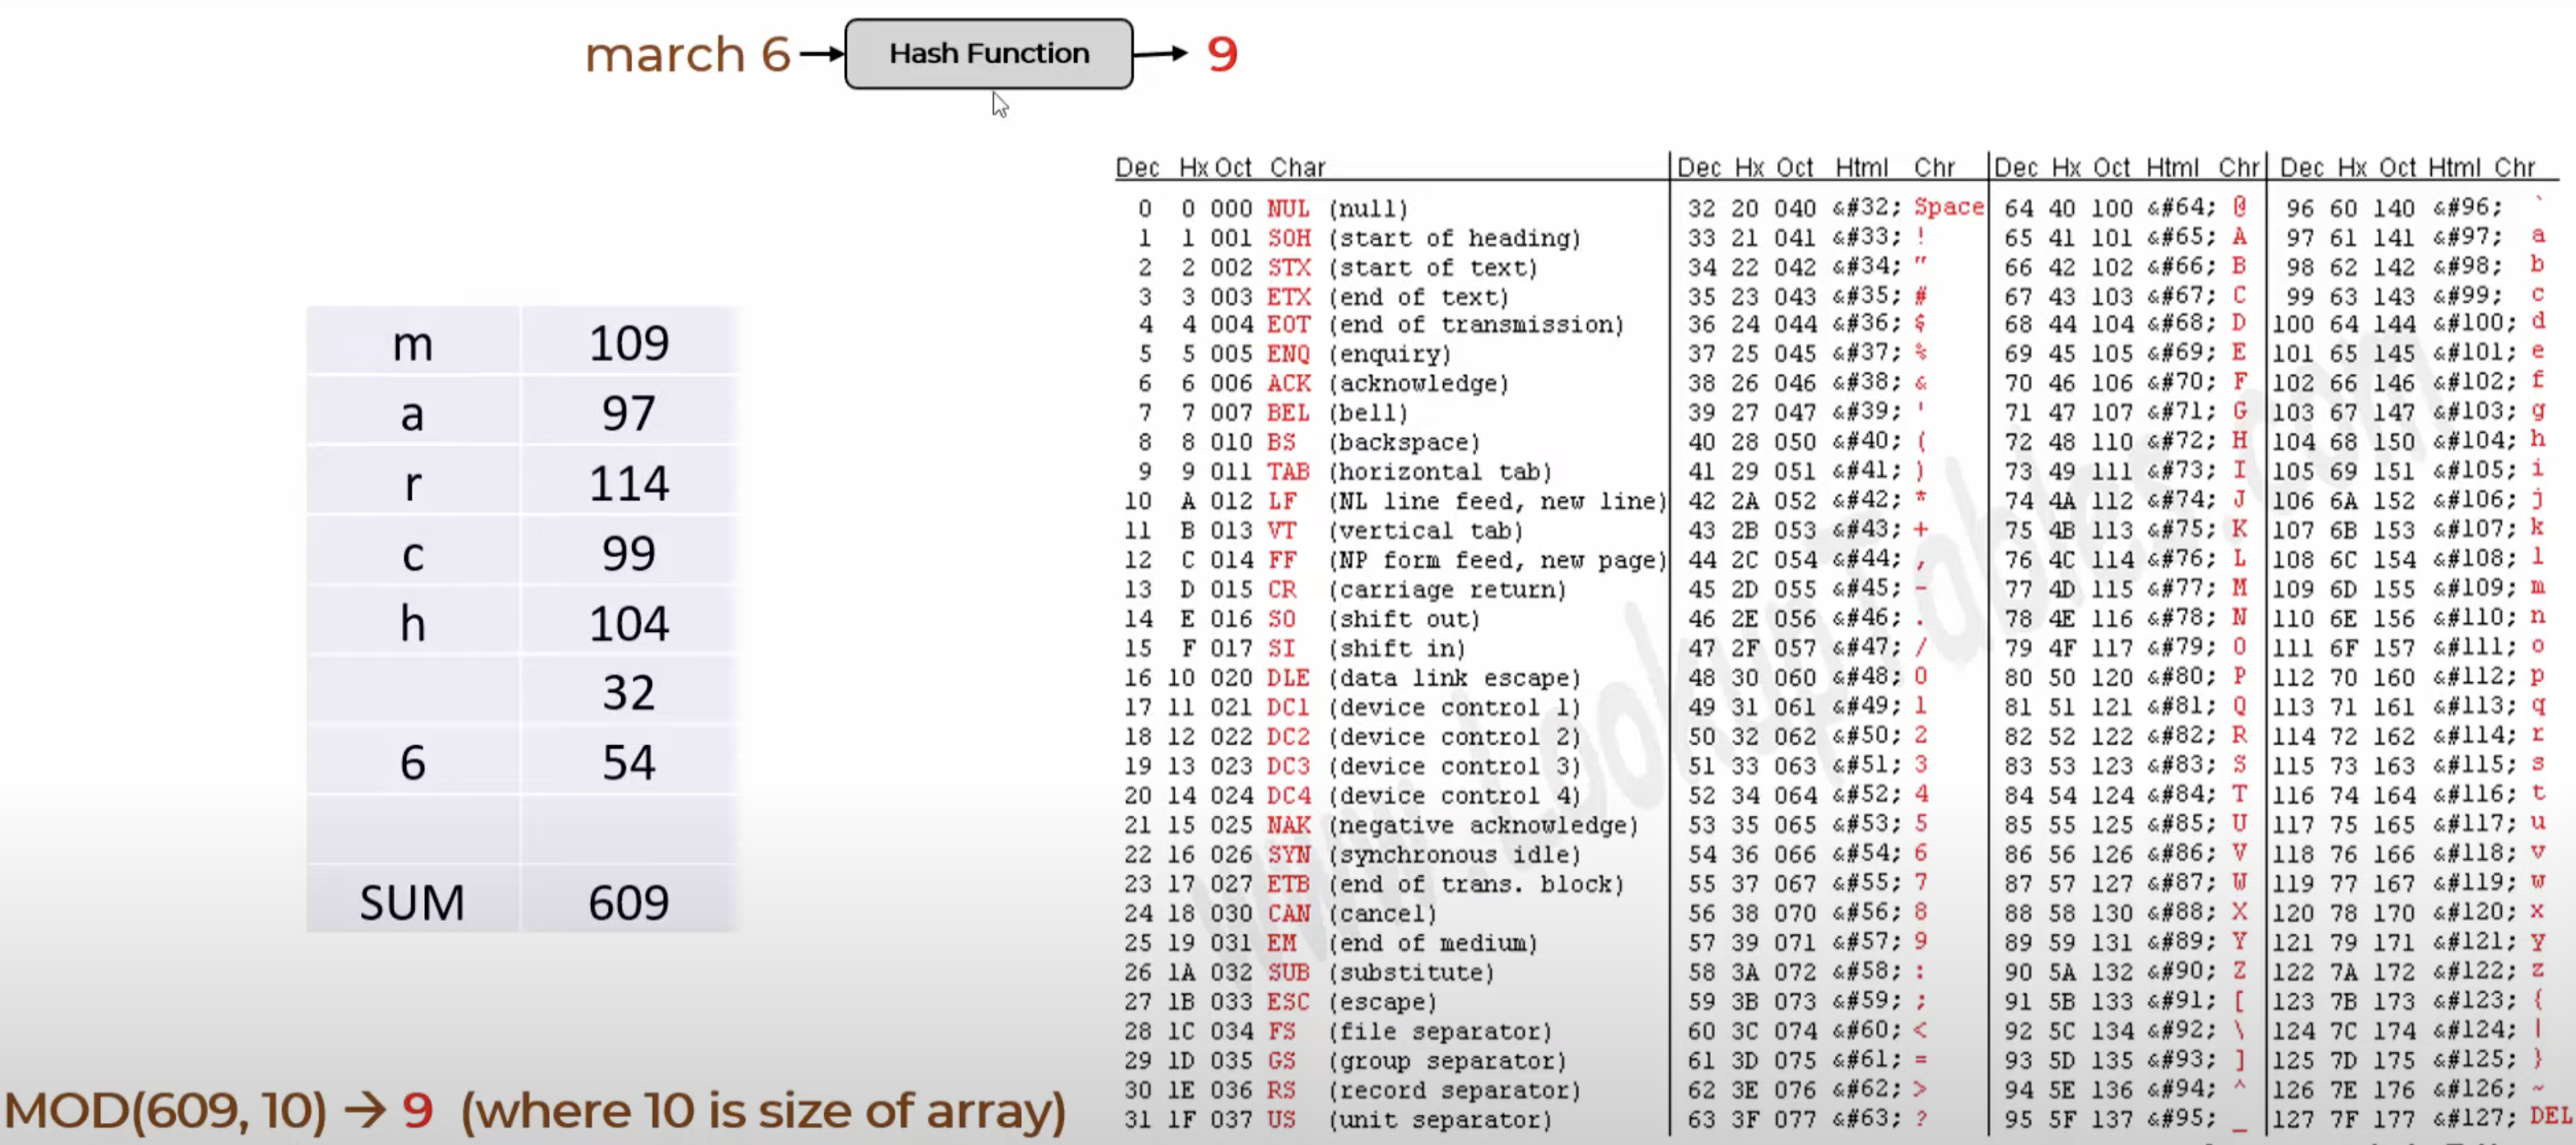 march 6 Hash Function 9
m 109
a 97
r 114
c 99
h 104
32
6 54
SUM 609
MOD(609, 10) → 9 (where 10 is size of array)
Dec Hx Oct Char Dec Hx Oct Html Chr Dec Hx Oct Html Chr Dec Hx Oct Html Chr
0 0 000 NUL (null) 32 20 040 &#32; Space 64 40 100 &#64; @ 96 60 140 &#96; `
1 1 001 SOH (start of heading) 33 21 041 &#33; ! 65 41 101 &#65; A 97 61 141 &#97; a
2 2 002 STX (start of text) 34 22 042 &#34; " 66 42 102 &#66; B 98 62 142 &#98; b
3 3 003 ETX (end of text) 35 23 043 &#35; # 67 43 103 &#67; C 99 63 143 &#99; c
4 4 004 EOT (end of transmission) 36 24 044 &#36; $ 68 44 104 &#68; D 100 64 144 &#100; d
5 5 005 ENQ (enquiry) 37 25 045 &#37; % 69 45 105 &#69; E 101 65 145 &#101; e
6 6 006 ACK (acknowledge) 38 26 046 &#38; & 70 46 106 &#70; F 102 66 146 &#102; f
7 7 007 BEL (bell) 39 27 047 &#39; ' 71 47 107 &#71; G 103 67 147 &#103; g
8 8 010 BS (backspace) 40 28 050 &#40; ( 72 48 110 &#72; H 104 68 150 &#104; h
9 9 011 TAB (horizontal tab) 41 29 051 &#41; ) 73 49 111 &#73; I 105 69 151 &#105; i
10 A 012 LF (NL line feed, new line) 42 2A 052 &#42; * 74 4A 112 &#74; J 106 6A 152 &#106; j
11 B 013 VT (vertical tab) 43 2B 053 &#43; + 75 4B 113 &#75; K 107 6B 153 &#107; k
12 C 014 FF (NP form feed, new page) 44 2C 054 &#44; , 76 4C 114 &#76; L 108 6C 154 &#108; l
13 D 015 CR (carriage return) 45 2D 055 &#45; - 77 4D 115 &#77; M 109 6D 155 &#109; m
14 E 016 SO (shift out) 46 2E 056 &#46; . 78 4E 116 &#78; N 110 6E 156 &#110; n
15 F 017 SI (shift in) 47 2F 057 &#47; / 79 4F 117 &#79; O 111 6F 157 &#111; o
16 10 020 DLE (data link escape) 48 30 060 &#48; 0 80 50 120 &#80; P 112 70 160 &#112; p
17 11 021 DC1 (device control 1) 49 31 061 &#49; 1 81 51 121 &#81; Q 113 71 161 &#113; q
18 12 022 DC2 (device control 2) 50 32 062 &#50; 2 82 52 122 &#82; R 114 72 162 &#114; r
19 13 023 DC3 (device control 3) 51 33 063 &#51; 3 83 53 123 &#83; S 115 73 163 &#115; s
20 14 024 DC4 (device control 4) 52 34 064 &#52; 4 84 54 124 &#84; T 116 74 164 &#116; t
21 15 025 NAK (negative acknowledge) 53 35 065 &#53; 5 85 55 125 &#85; U 117 75 165 &#117; u
22 16 026 SYN (synchronous idle) 54 36 066 &#54; 6 86 56 126 &#86; V 118 76 166 &#118; v
23 17 027 ETB (end of trans. block) 55 37 067 &#55; 7 87 57 127 &#87; W 119 77 167 &#119; w
24 18 030 CAN (cancel) 56 38 070 &#56; 8 88 58 130 &#88; X 120 78 170 &#120; x
25 19 031 EM (end of medium) 57 39 071 &#57; 9 89 59 131 &#89; Y 121 79 171 &#121; y
26 1A 032 SUB (substitute) 58 3A 072 &#58; : 90 5A 132 &#90; Z 122 7A 172 &#122; z
27 1B 033 ESC (escape) 59 3B 073 &#59; ; 91 5B 133 &#91; [ 123 7B 173 &#123; {
28 1C 034 FS (file separator) 60 3C 074 &#60; < 92 5C 134 &#92; \ 124 7C 174 &#124; |
29 1D 035 GS (group separator) 61 3D 075 &#61; = 93 5D 135 &#93; ] 125 7D 175 &#125; }
30 1E 036 RS (record separator) 62 3E 076 &#62; > 94 5E 136 &#94; ^ 126 7E 176 &#126; ~
31 1F 037 US (unit separator) 63 3F 077 &#63; ? 95 5F 137 &#95; _ 127 7F 177 &#127; DEL
www.LookupTables.com